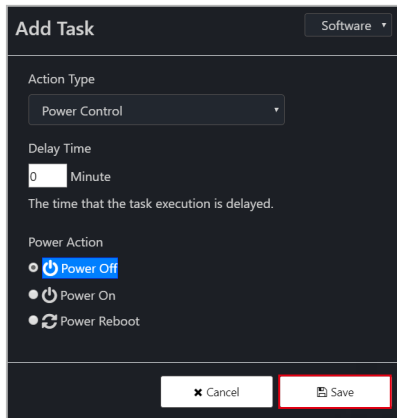 Add Task
Software
Action Type
Power Control
Delay Time
0 Minute
The time that the task execution is delayed.
Power Action
Power Off
Power On
Power Reboot
Cancel
Save